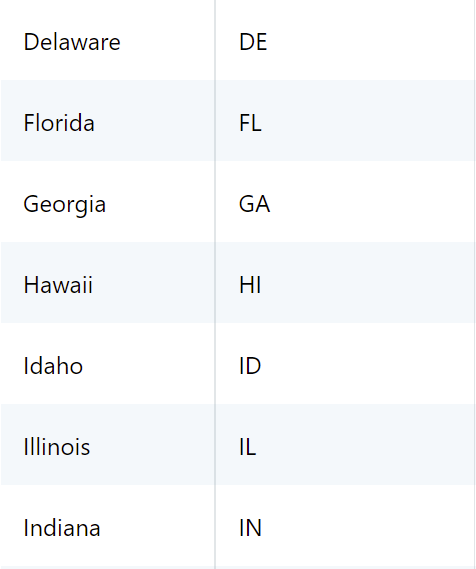 Delaware DE
Florida FL
Georgia GA
Hawaii HI
Idaho ID
Illinois IL
Indiana IN